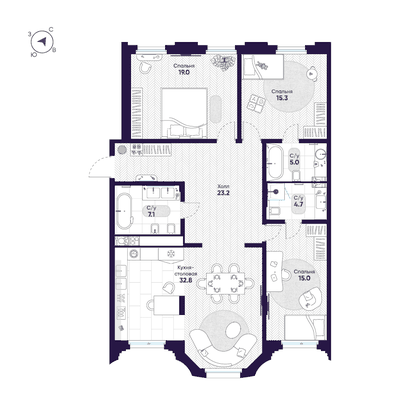 С
З
Ю
В
Спальня
19.0
Спальня
15.3
С/у
5.0
Холл
23.2
С/у
4.7
С/у
7.1
Кухня-
столовая
32.8
Спальня
15.0